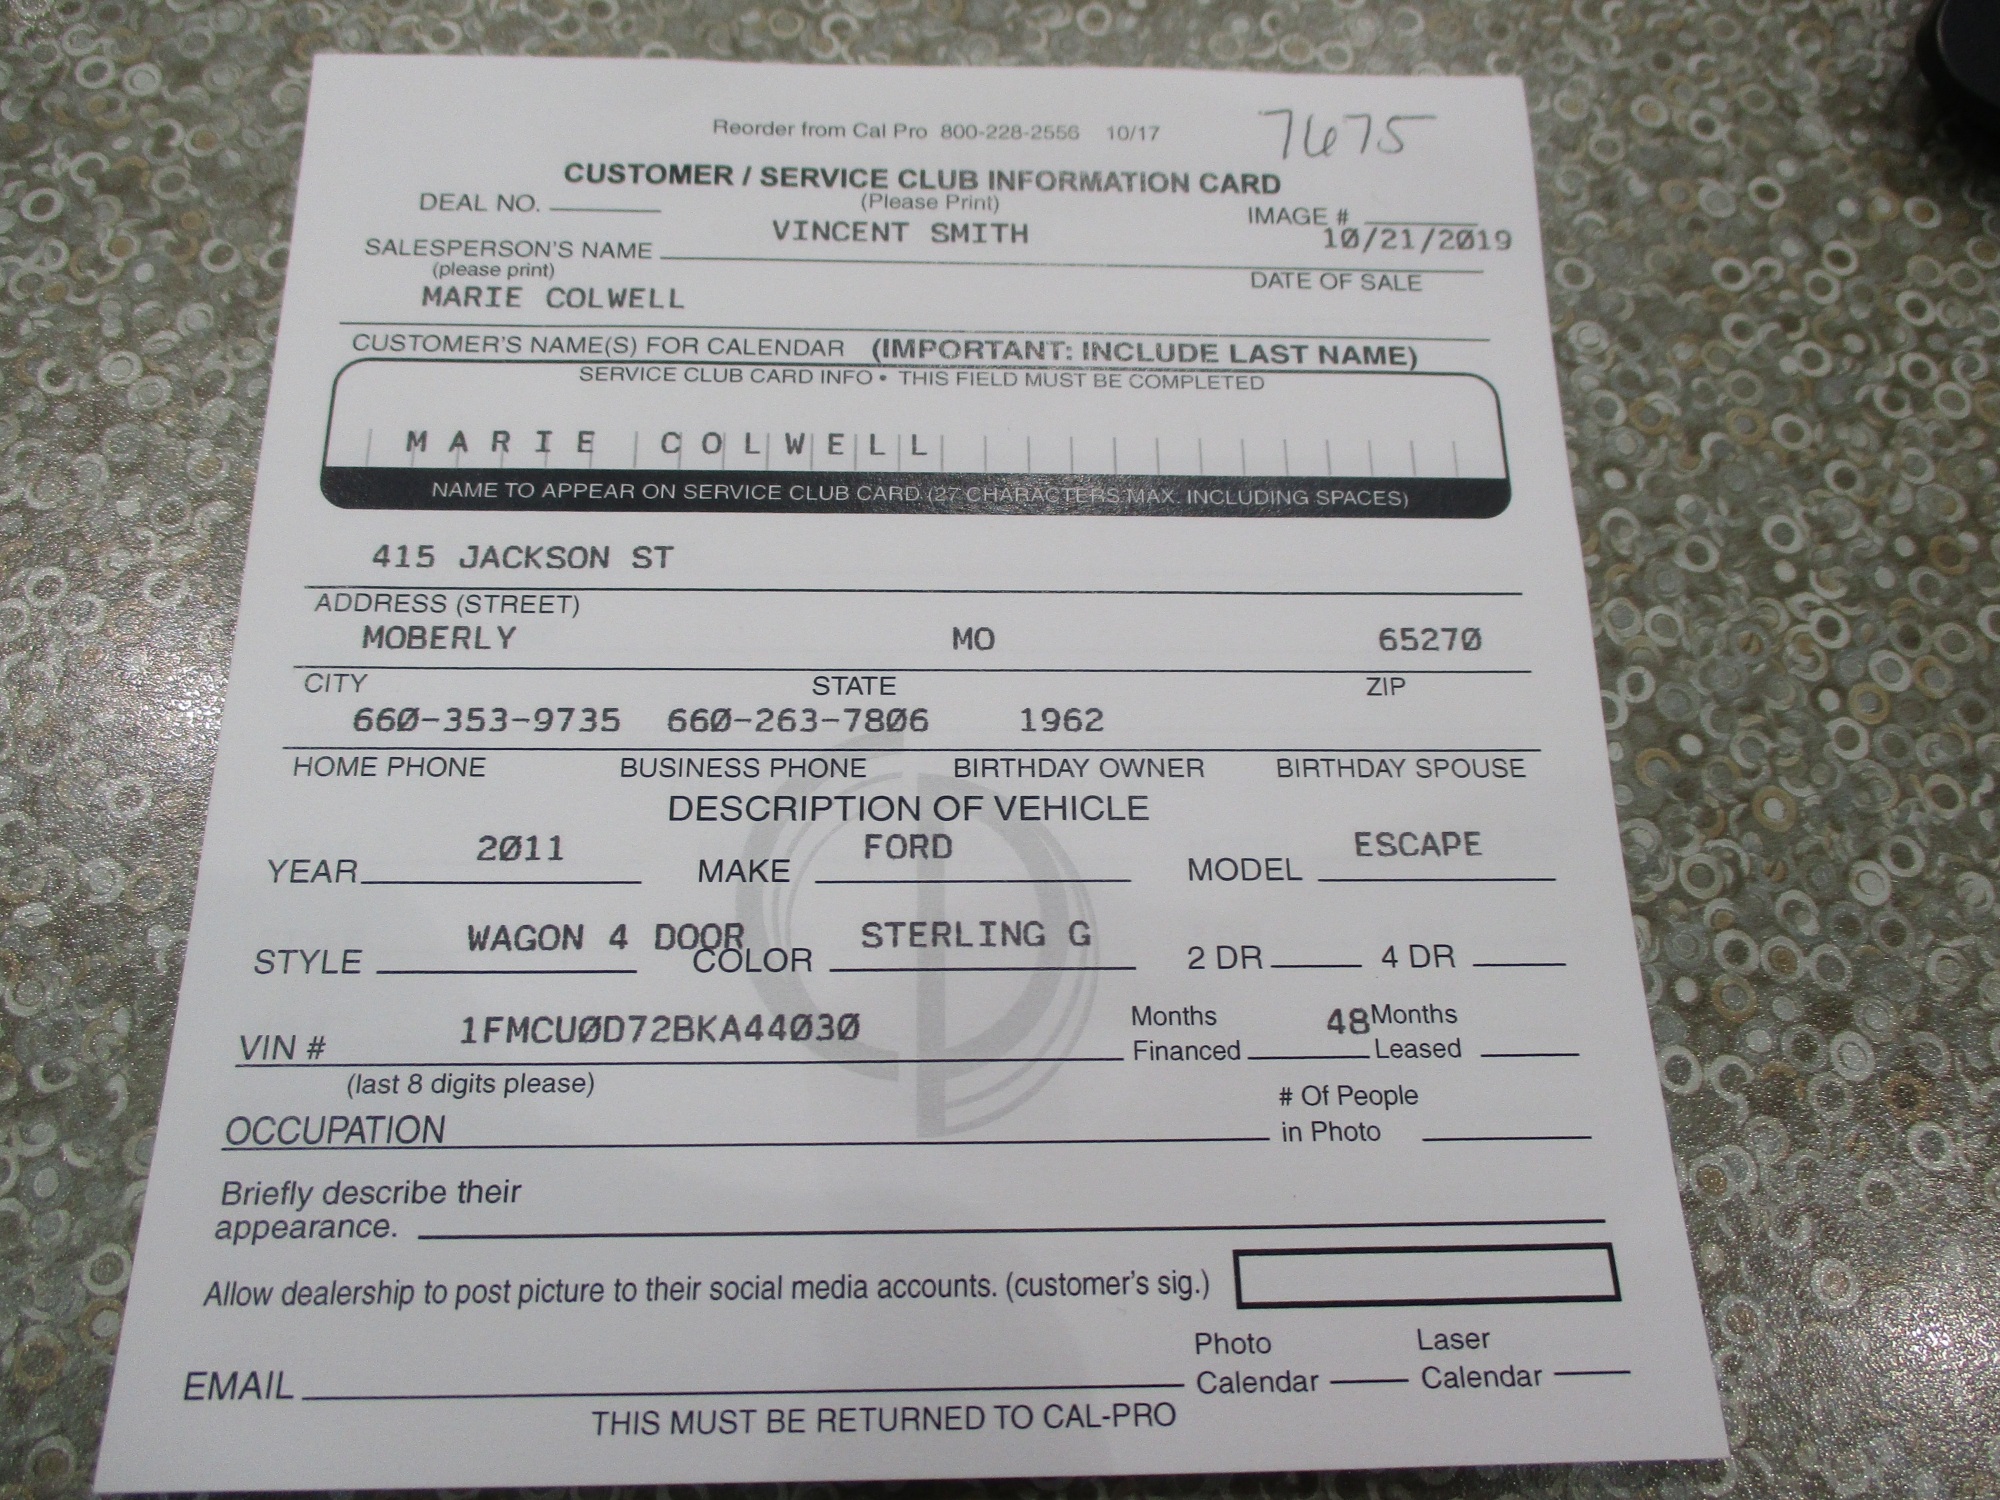 Reorder from Cal Pro 800-228-2556 10/17 7675
CUSTOMER / SERVICE CLUB INFORMATION CARD
DEAL NO. (Please Print) IMAGE #
SALESPERSON'S NAME VINCENT SMITH 10/21/2019
(please print) DATE OF SALE
MARIE COLWELL
CUSTOMER'S NAME(S) FOR CALENDAR (IMPORTANT: INCLUDE LAST NAME)
SERVICE CLUB CARD INFO • THIS FIELD MUST BE COMPLETED
MARIE COLWELL
NAME TO APPEAR ON SERVICE CLUB CARD (27 CHARACTERS MAX. INCLUDING SPACES)
415 JACKSON ST
ADDRESS (STREET)
MOBERLY MO 65270
CITY STATE ZIP
660-353-9735 660-263-7806 1962
HOME PHONE BUSINESS PHONE BIRTHDAY OWNER BIRTHDAY SPOUSE
DESCRIPTION OF VEHICLE
YEAR 2011 MAKE FORD MODEL ESCAPE
STYLE WAGON 4 DOOR COLOR STERLING G 2 DR 4 DR
VIN # 1FMCU0D72BKA44030 Months Financed 48 Months Leased
(last 8 digits please)
OCCUPATION # Of People in Photo
Briefly describe their
appearance.
Allow dealership to post picture to their social media accounts. (customer's sig.)
EMAIL Photo Calendar Laser Calendar
THIS MUST BE RETURNED TO CAL-PRO